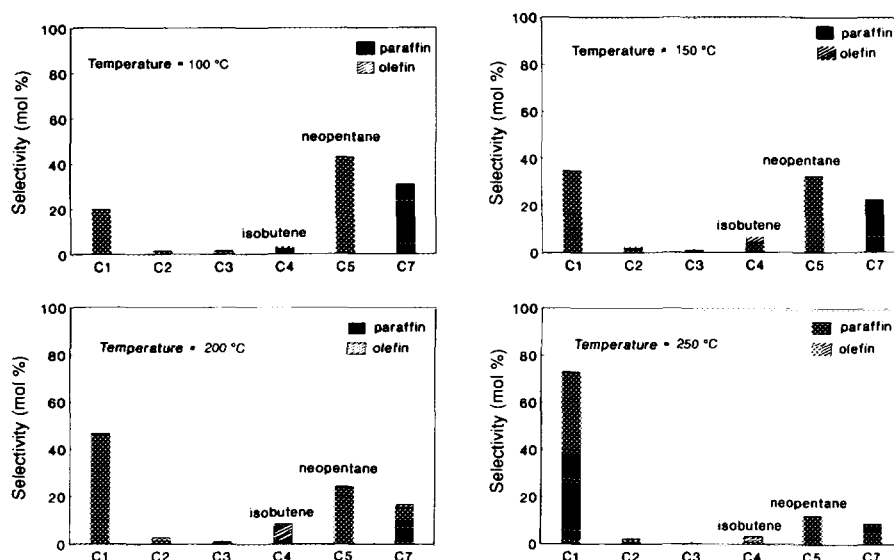 100
80
60
40
20
0
Selectivity (mol %)
Temperature = 100 °C
paraffin
olefin
neopentane
isobutene
C1 C2 C3 C4 C5 C7
100
80
60
40
20
0
Selectivity (mol %)
Temperature = 150 °C
paraffin
olefin
neopentane
isobutene
C1 C2 C3 C4 C5 C7
100
80
60
40
20
0
Selectivity (mol %)
Temperature = 200 °C
paraffin
olefin
neopentane
isobutene
C1 C2 C3 C4 C5 C7
100
80
60
40
20
0
Selectivity (mol %)
Temperature = 250 °C
paraffin
olefin
neopentane
isobutene
C1 C2 C3 C4 C5 C7